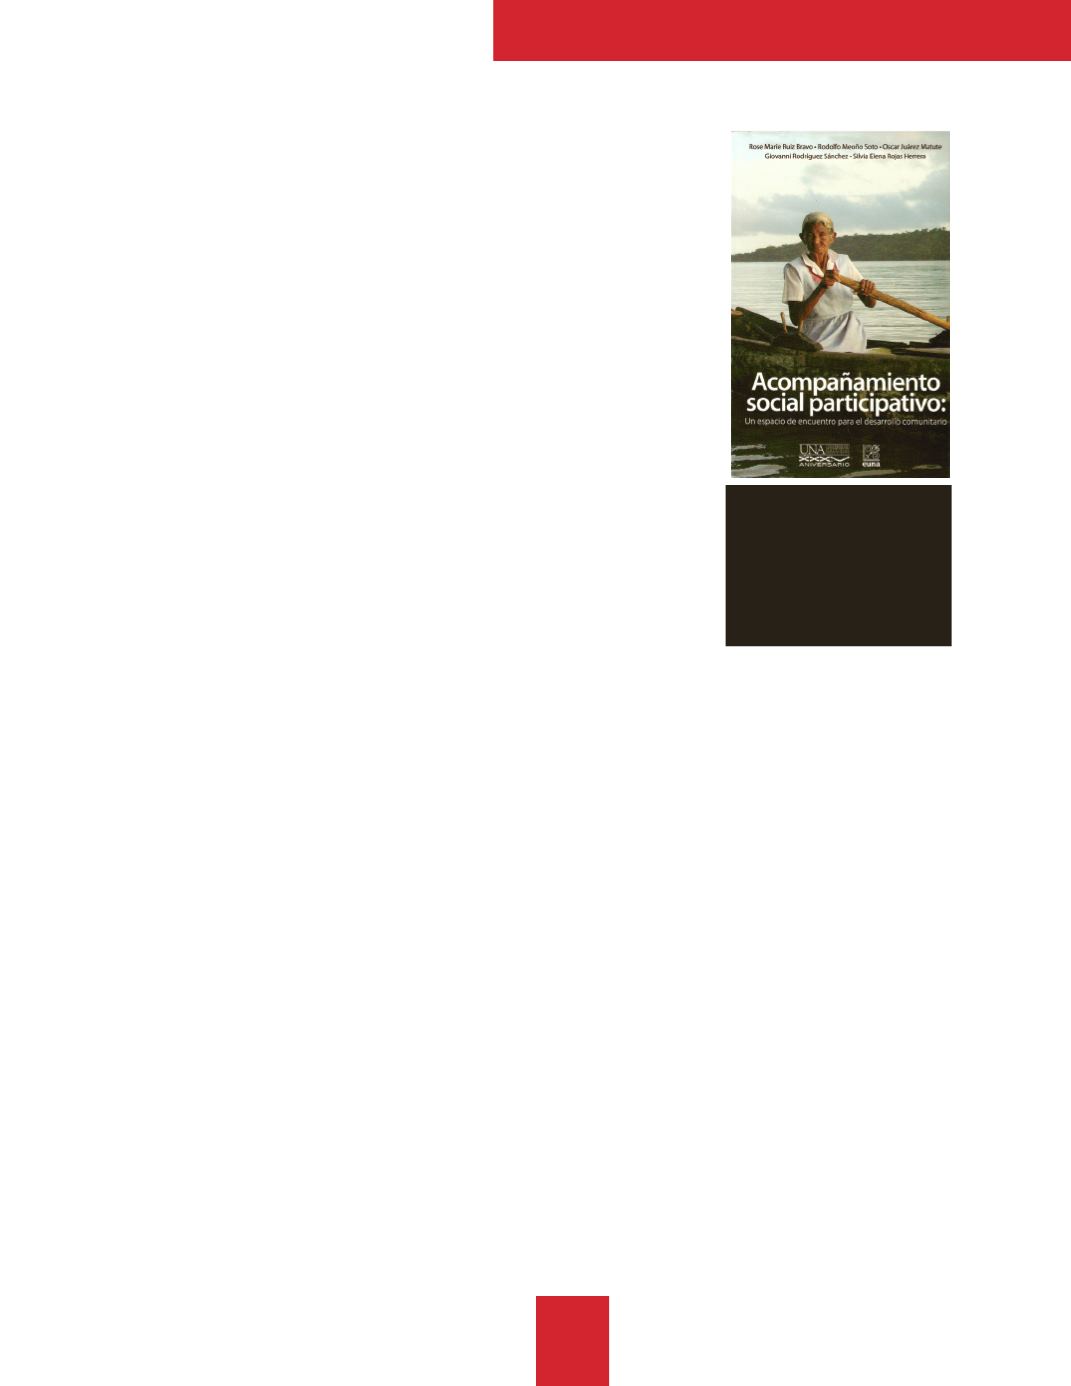 Rose Marie Ruiz Bravo • Rodolfo Meoño Soto • Oscar Juárez Matute
Giovanni Rodríguez Sánchez • Silvia Elena Rojas Herrera
Acompañamiento
social participativo:
Un espacio de encuentro para el desarrollo comunitario
UNA
XXXV
ANIVERSARIO
euna